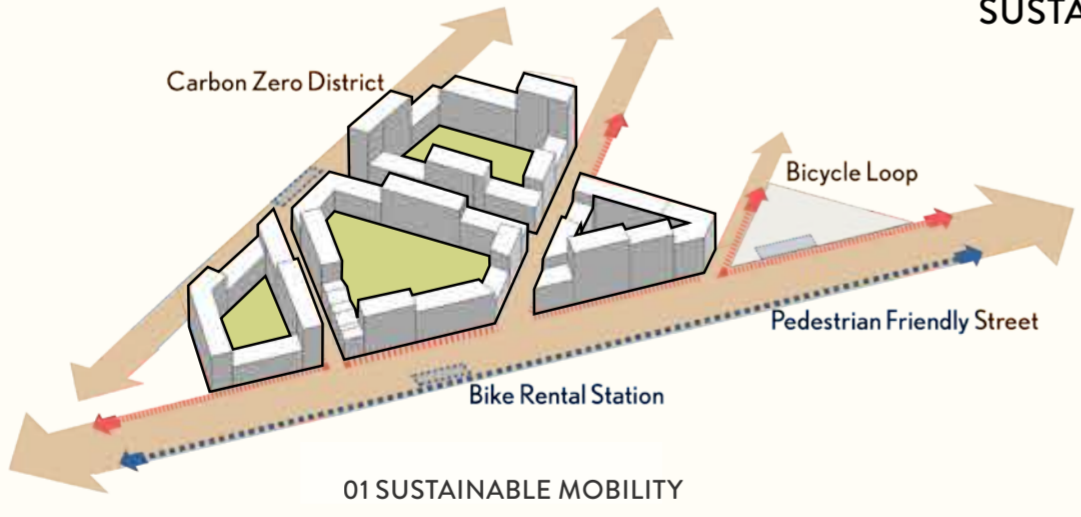 SUSTA
Carbon Zero District
Bicycle Loop
Pedestrian Friendly Street
Bike Rental Station
01 SUSTAINABLE MOBILITY